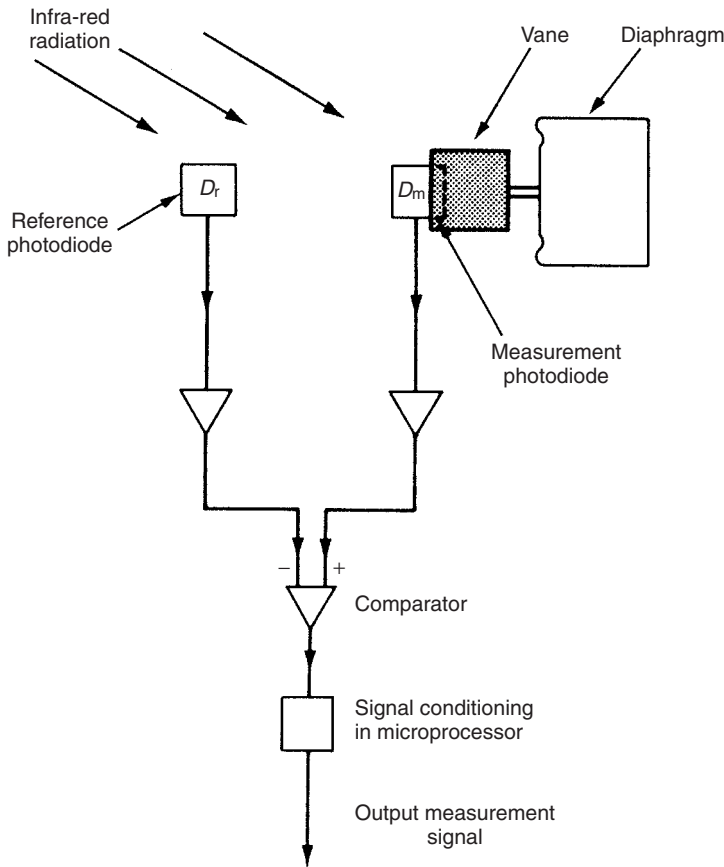 Infra-red
radiation
Vane
Diaphragm
Dr
Dm
Reference
photodiode
Measurement
photodiode
− +
Comparator
Signal conditioning
in microprocessor
Output measurement
signal